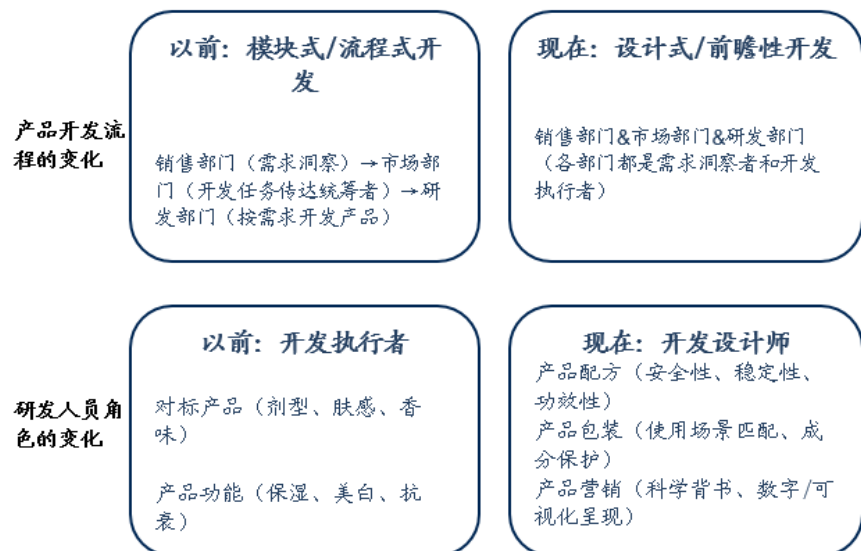 以前：模块式/流程式开
发
现在：设计式/前瞻性开发
产品开发流
程的变化
销售部门（需求洞察）→市场部
门（开发任务传达统筹者）→研
发部门（按需求开发产品）
销售部门&市场部门&研发部门
（各部门都是需求洞察者和开发
执行者）
以前：开发执行者
现在：开发设计师
研发人员角
色的变化
对标产品（剂型、肤感、香
味）
产品功能（保湿、美白、抗
衰）
产品配方（安全性、稳定性、
功效性）
产品包装（使用场景匹配、成
分保护）
产品营销（科学背书、数字/可
视化呈现）